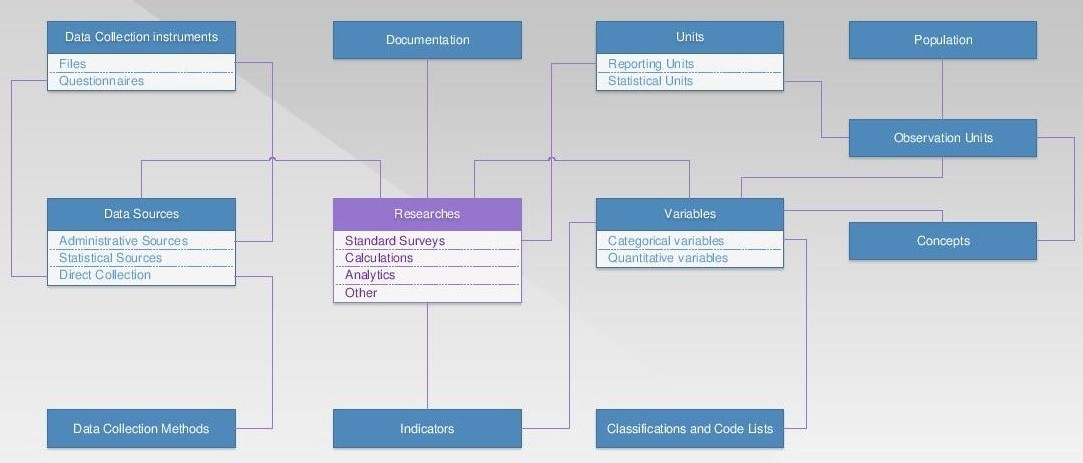 Data Collection instruments
Files
Questionnaires
Documentation
Units
Reporting Units
Statistical Units
Population
Observation Units
Data Sources
Administrative Sources
Statistical Sources
Direct Collection
Researches
Standard Surveys
Calculations
Analytics
Other
Variables
Categorical variables
Quantitative variables
Concepts
Data Collection Methods
Indicators
Classifications and Code Lists